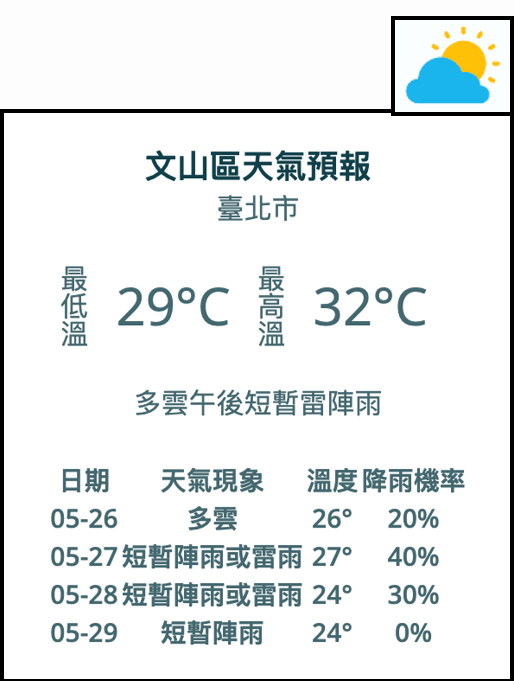 文山區天氣預報
臺北市
最低溫 29°C 最高溫 32°C
多雲午後短暫雷陣雨
日期 天氣現象 溫度 降雨機率
05-26 多雲 26° 20%
05-27 短暫陣雨或雷雨 27° 40%
05-28 短暫陣雨或雷雨 24° 30%
05-29 短暫陣雨 24° 0%